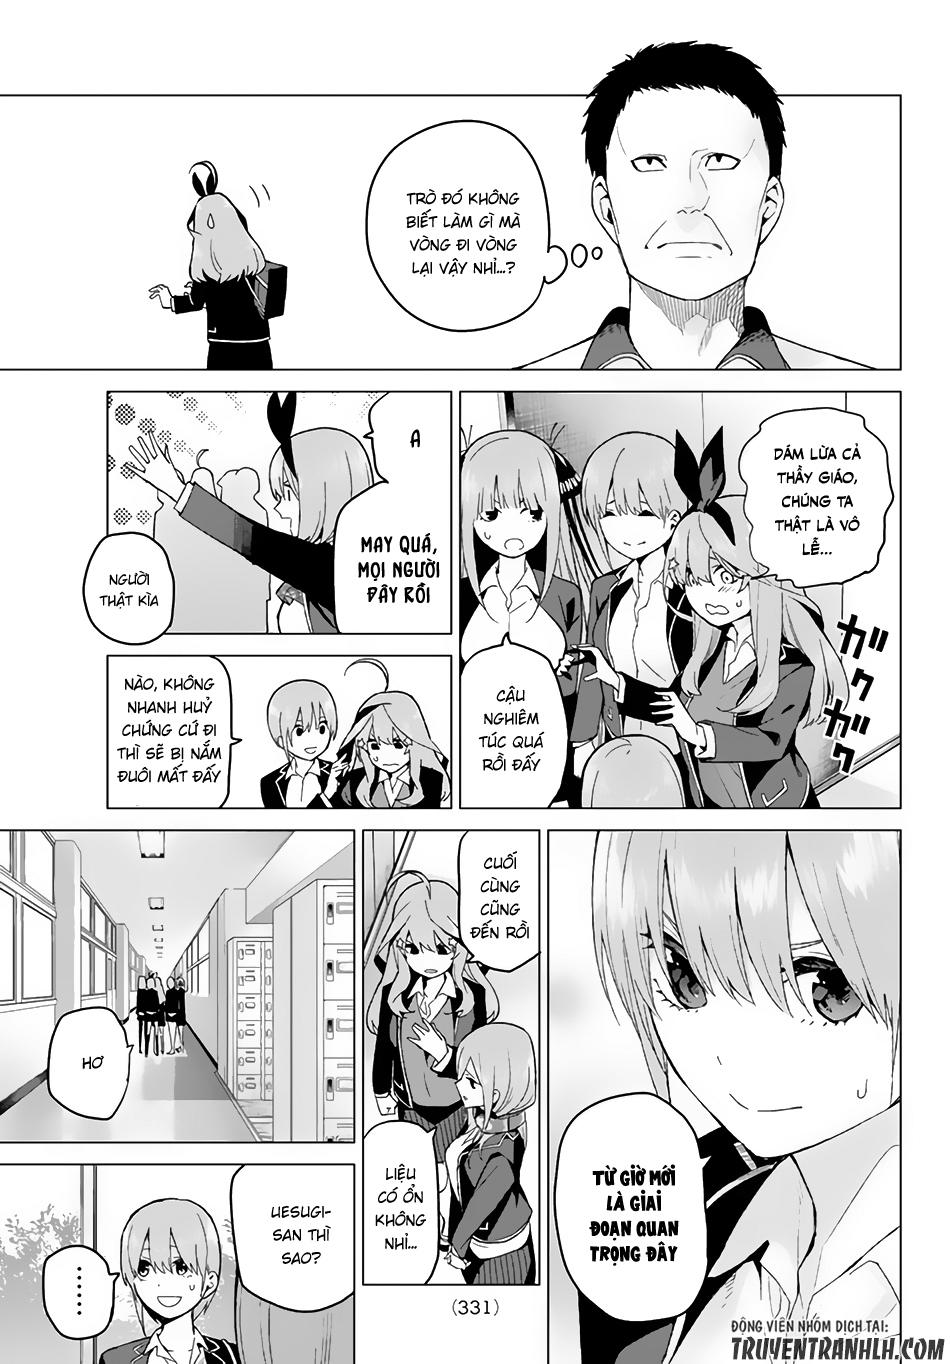 TRÒ ĐÓ KHÔNG
BIẾT LÀM GÌ MÀ
VÒNG ĐI VÒNG
LẠI VẬY NHỈ...?
DÁM LỪA CẢ
THẦY GIÁO,
CHÚNG TA
THẬT LÀ VÔ
LỄ...
ガクガク
CẬU
NGHIÊM
TÚC QUÁ
RỒI ĐẤY
A
MAY QUÁ,
MỌI NGƯỜI
ĐÂY RỒI
NGƯỜI
THẬT KÌA
NÀO, KHÔNG
NHANH HUỶ
CHỨNG CỨ ĐI
THÌ SẼ BỊ NẮM
ĐUÔI MẤT ĐẤY
TỪ GIỜ MỚI
LÀ GIAI
ĐOẠN QUAN
TRỌNG ĐÂY
CUỐI
CÙNG
CŨNG
ĐẾN RỒI
LIỆU
CÓ ỔN
KHÔNG
NHỈ...
HƠ
UESUGI-
SAN THÌ
SAO?
......
(331)
ĐỘNG VIÊN NHÓM DỊCH TẠI:
TRUYENTRANHLH.COM